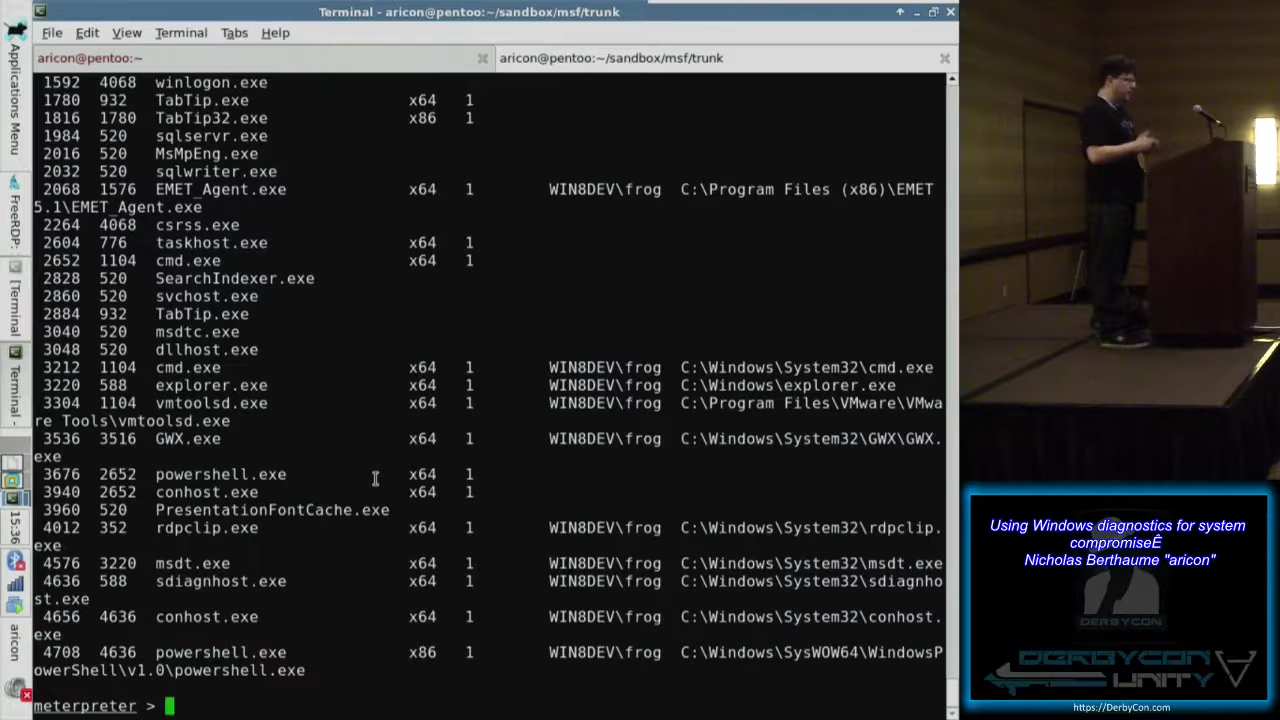 Terminal - aricon@pentoo:~/sandbox/msf/trunk
File Edit View Terminal Tabs Help
aricon@pentoo:~
aricon@pentoo:~/sandbox/msf/trunk
Applications Menu
FreeRDP:
[Terminal
Terminal -
15:36
aricon
1592 4068 winlogon.exe
1780 932 TabTip.exe x64 1
1816 1780 TabTip32.exe x86 1
1984 520 sqlservr.exe
2016 520 MsMpEng.exe
2032 520 sqlwriter.exe
2068 1576 EMET_Agent.exe x64 1 WIN8DEV\frog C:\Program Files (x86)\EMET
5.1\EMET_Agent.exe
2264 4068 csrss.exe
2604 776 taskhost.exe x64 1
2652 1104 cmd.exe x64 1
2828 520 SearchIndexer.exe
2860 520 svchost.exe
2884 932 TabTip.exe
3040 520 msdtc.exe
3048 520 dllhost.exe
3212 1104 cmd.exe x64 1 WIN8DEV\frog C:\Windows\System32\cmd.exe
3220 588 explorer.exe x64 1 WIN8DEV\frog C:\Windows\explorer.exe
3304 1104 vmtoolsd.exe x64 1 WIN8DEV\frog C:\Program Files\VMware\VMwa
re Tools\vmtoolsd.exe
3536 3516 GWX.exe x64 1 WIN8DEV\frog C:\Windows\System32\GWX\GWX.
exe
3676 2652 powershell.exe x64 1
3940 2652 conhost.exe x64 1
3960 520 PresentationFontCache.exe
4012 352 rdpclip.exe x64 1 WIN8DEV\frog C:\Windows\System32\rdpclip.
exe
4576 3220 msdt.exe x64 1 WIN8DEV\frog C:\Windows\System32\msdt.exe
4636 588 sdiagnhost.exe x64 1 WIN8DEV\frog C:\Windows\System32\sdiagnho
st.exe
4656 4636 conhost.exe x64 1 WIN8DEV\frog C:\Windows\System32\conhost.
exe
4708 4636 powershell.exe x86 1 WIN8DEV\frog C:\Windows\SysWOW64\WindowsP
owerShell\v1.0\powershell.exe
meterpreter >
Using Windows diagnostics for system
compromiseÊ
Nicholas Berthaume "aricon"
DERBYCON
DERBYCON
UNITY
https://DerbyCon.com